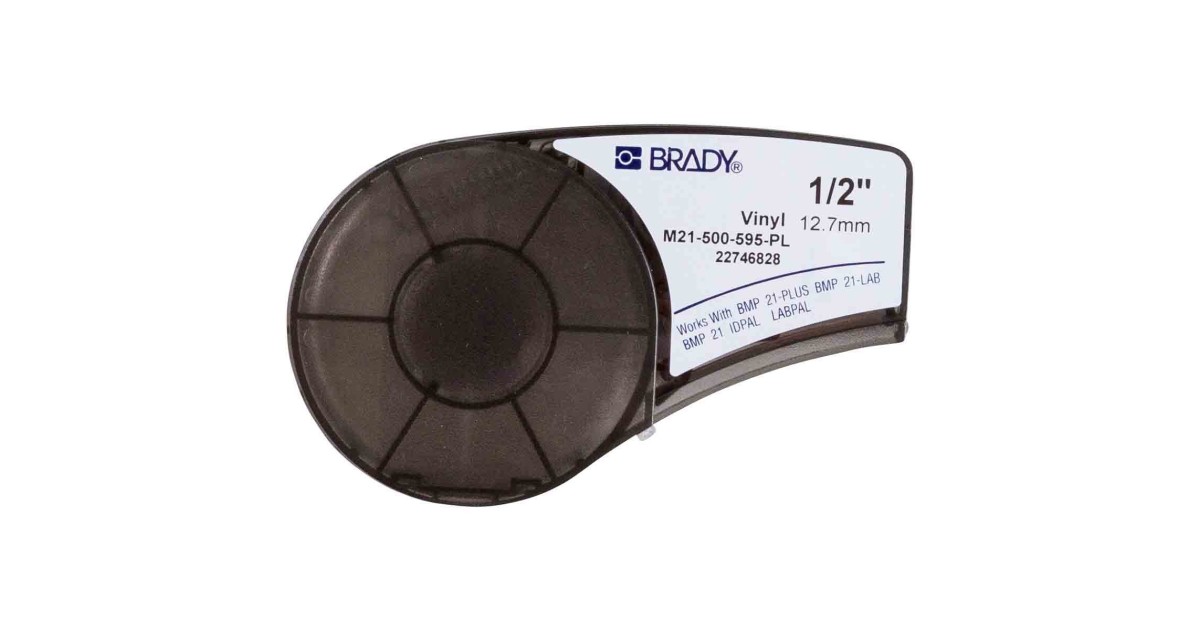 BRADY®
1/2"
Vinyl 12.7mm
M21-500-595-PL
22746828
Works With BMP 21-PLUS BMP 21-LAB
BMP 21 IDPAL LABPAL